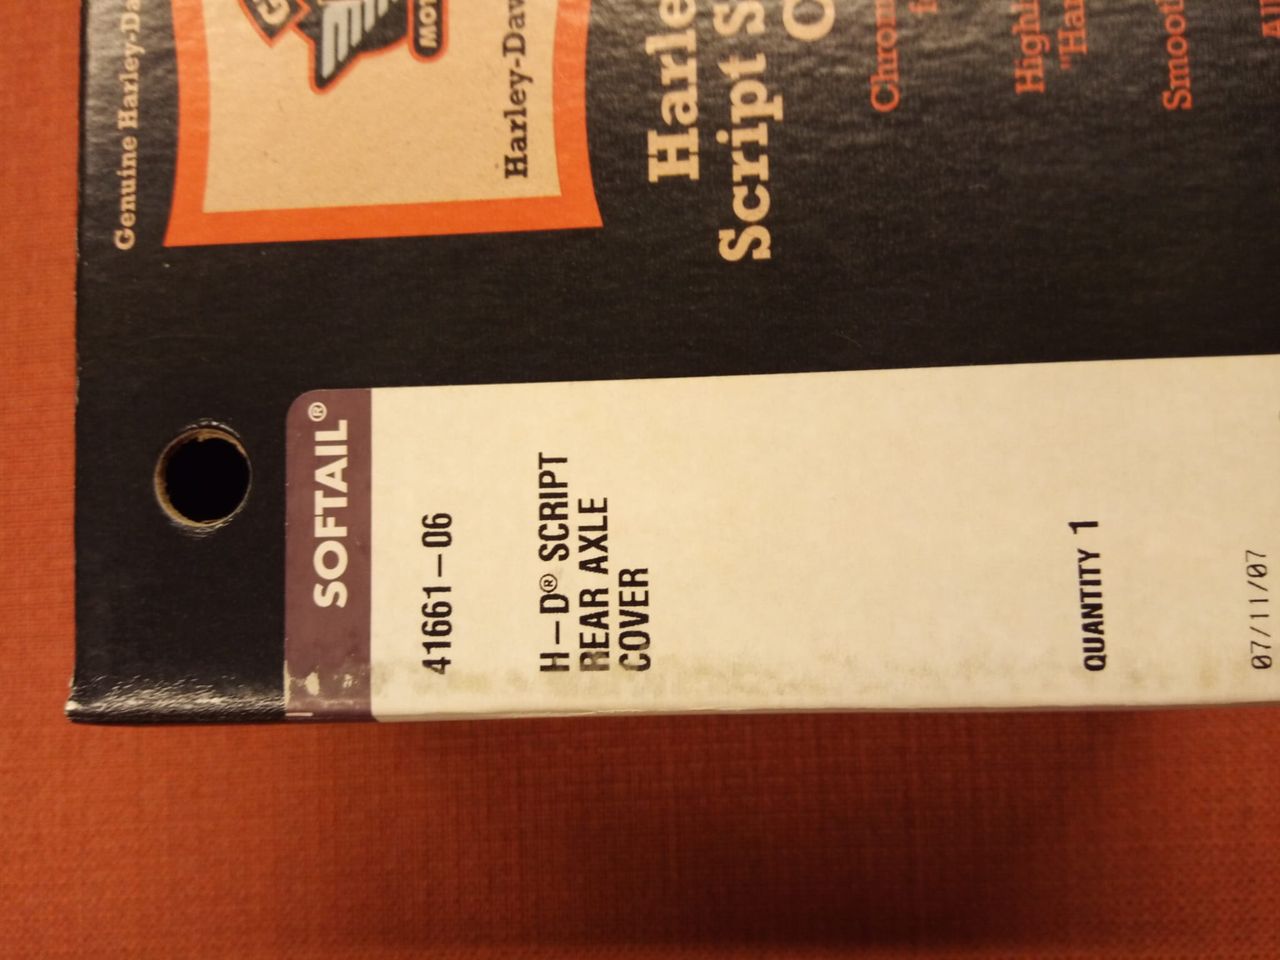 Genuine Harley-Da
Harley-Dav
Harle
Script S
Chrom
High
"Har
Smoot
SOFTAIL®
41661-06
H-D® SCRIPT
REAR AXLE
COVER
QUANTITY 1
07/11/07